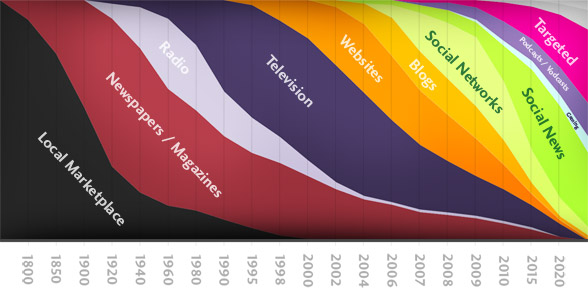 Local Marketplace
Newspapers / Magazines
Radio
Television
Websites
Blogs
Social Networks
Social News
Podcasts / Vodcasts
Targeted
1800
1850
1900
1920
1940
1960
1980
1990
1995
1998
2000
2002
2004
2006
2007
2008
2009
2010
2015
2020